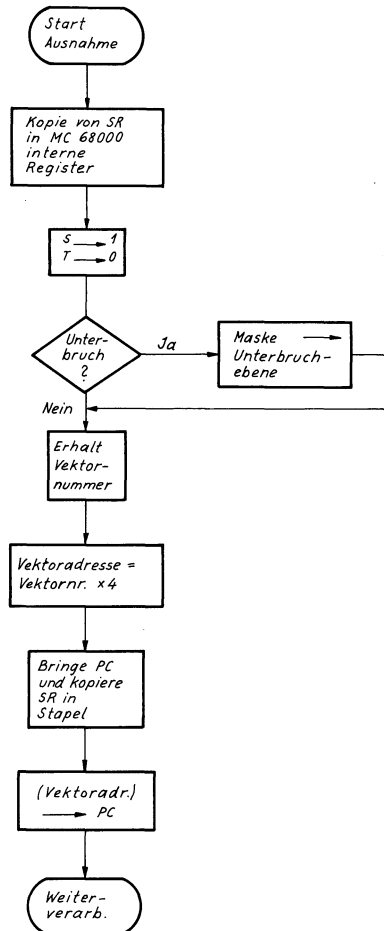 Start
Ausnahme
Kopie von SR
in MC 68000
interne
Register
S → 1
T → 0
Unter-
bruch
?
Ja
Maske →
Unterbruch-
ebene
Nein
Erhalt
Vektor-
nummer
Vektoradresse =
Vektornr. ×4
Bringe PC
und kopiere
SR in
Stapel
(Vektoradr.)
→ PC
Weiter-
verarb.